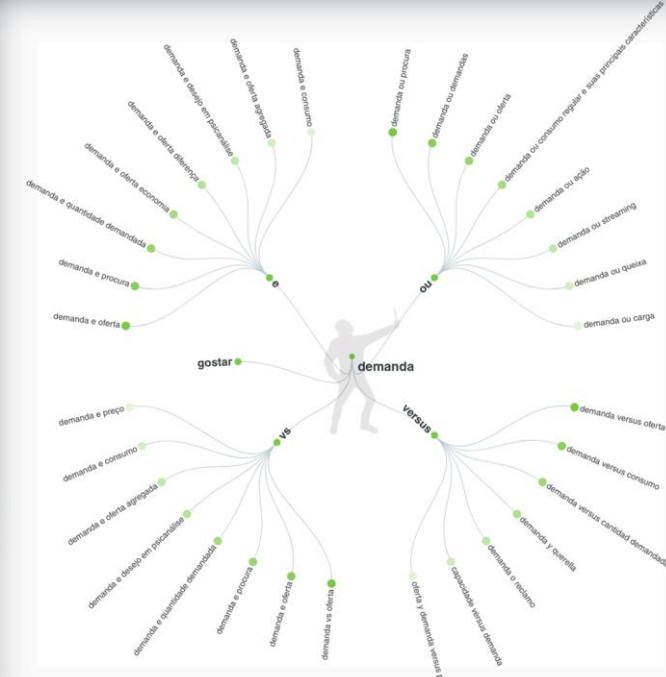 demanda
e
demanda e consumo
demanda e oferta agregada
demanda e desejo em psicanálise
demanda e oferta diferença
demanda e oferta economia
demanda e quantidade demandada
demanda e procura
demanda e oferta
ou
demanda ou procura
demanda ou demandas
demanda ou oferta
demanda ou consumo regular e suas principais características
demanda ou ação
demanda ou streaming
demanda ou queixa
demanda ou carga
gostar
vs
demanda e preço
demanda e consumo
demanda e oferta agregada
demanda e desejo em psicanálise
demanda e quantidade demandada
demanda e procura
demanda e oferta
demanda vs oferta
versus
demanda versus oferta
demanda versus consumo
demanda versus cantidad demandada
demanda y querella
demanda o reclamo
capacidade versus demanda
oferta y demanda versus